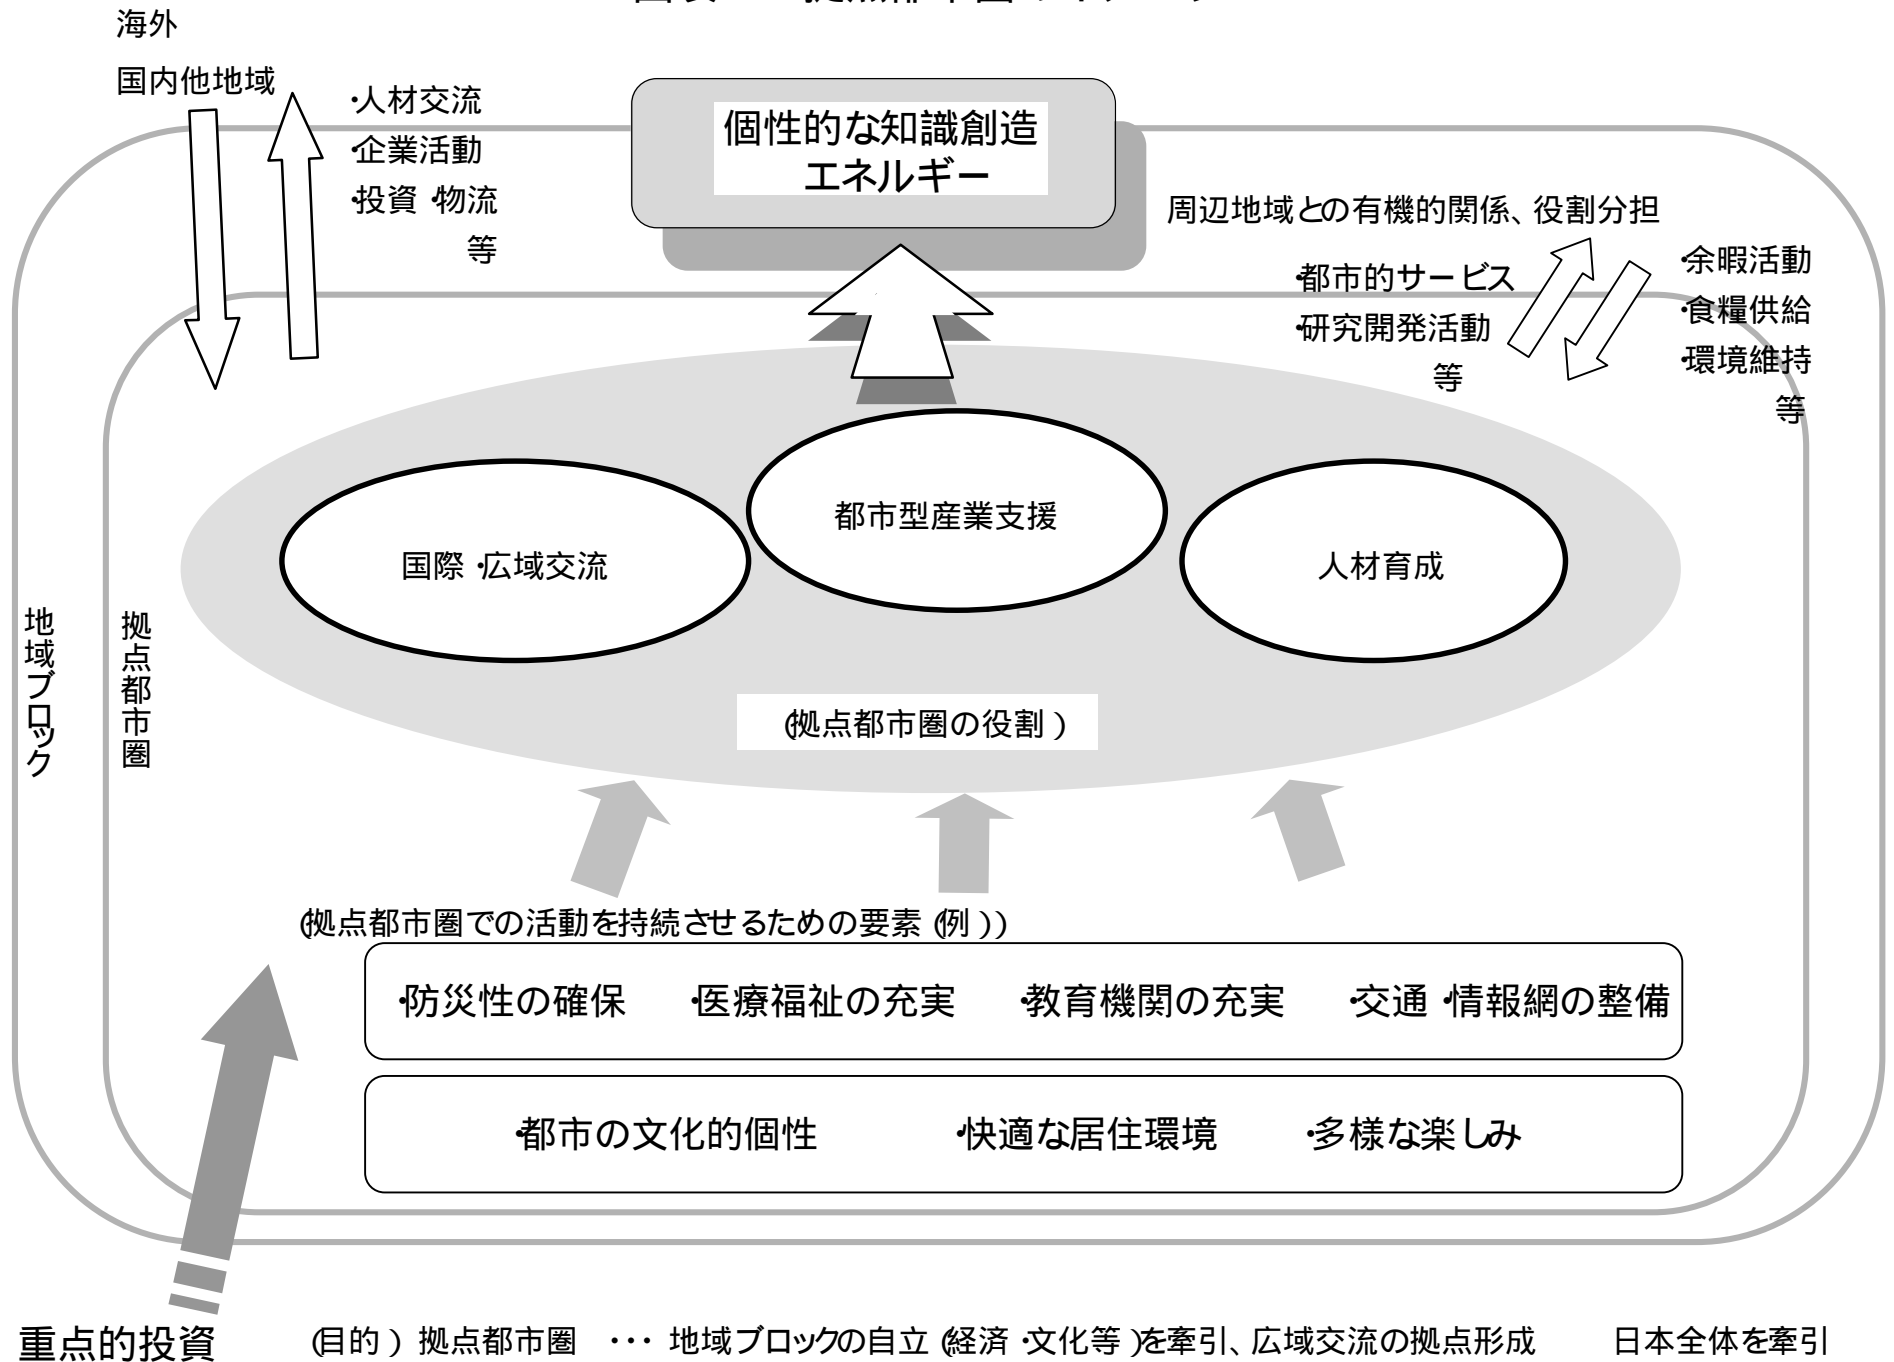 海外
国内他地域
・人材交流
・企業活動
・投資・物流
等
個性的な知識創造
エネルギー
周辺地域との有機的関係、役割分担
・都市的サービス
・研究開発活動
等
・余暇活動
・食糧供給
・環境維持
等
都市型産業支援
国際・広域交流
人材育成
地域ブロック
拠点都市圏
(拠点都市圏の役割)
(拠点都市圏での活動を持続させるための要素(例))
・防災性の確保 ・医療福祉の充実 ・教育機関の充実 ・交通・情報網の整備
・都市の文化的個性 ・快適な居住環境 ・多様な楽しみ
重点的投資
(目的) 拠点都市圏 ・・・ 地域ブロックの自立(経済・文化等)を牽引、広域交流の拠点形成 日本全体を牽引